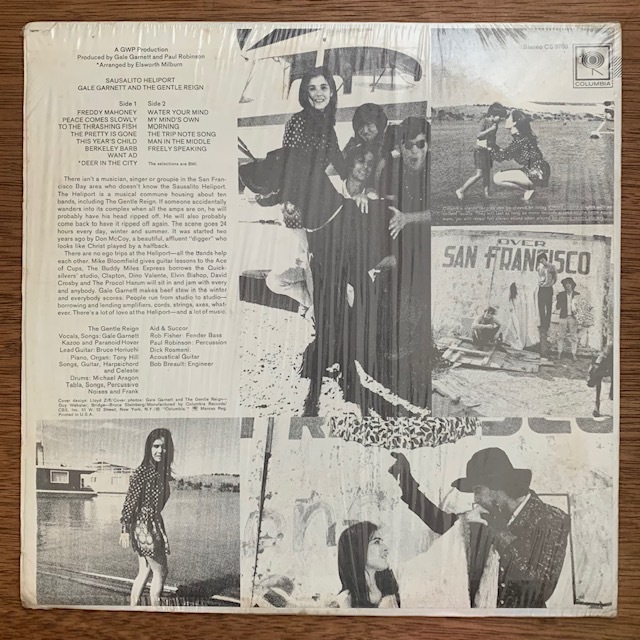 A GWP Production
Produced by Gale Garnett and Paul Robinson
*Arranged by Elsworth Milburn
SAUSALITO HELIPORT
GALE GARNETT AND THE GENTLE REIGN
Side 1
FREDDY MAHONEY
PEACE COMES SLOWLY
TO THE THRASHING FISH
THE PRETTY IS GONE
THIS YEAR'S CHILD
BERKELEY BARB
WANT AD
*DEER IN THE CITY
Side 2
WATER YOUR MIND
MY MIND'S OWN
MORNING
THE TRIP NOTE SONG
MAN IN THE MIDDLE
FREELY SPEAKING
The selections are BMI.
There isn't a musician, singer or groupie in the San Fran-
cisco Bay area who doesn't know the Sausalito Heliport.
The Heliport is a musical commune housing about ten
bands, including The Gentle Reign. If someone accidentally
wanders into its complex when all the amps are on, he will
probably have his head ripped off. He will also probably
come back to have it ripped off again. The scene goes 24
hours every day, winter and summer. It was started two
years ago by Don McCoy, a beautiful, affluent "digger" who
looks like Christ played by a halfback.
There are no ego trips at the Heliport—all the bands help
each other. Mike Bloomfield gives guitar lessons to the Ace
of Cups, The Buddy Miles Express borrows the Quick-
silvers' studio, Clapton, Dino Valente, Elvin Bishop, David
Crosby and The Procol Harum will sit in and jam with every
and anybody. Gale Garnett makes beef stew in the winter
and everybody scores. People run from studio to studio—
borrowing and lending amplifiers, cords, strings, axes, what-
ever. There's a lot of love at the Heliport—and a lot of music.
The Gentle Reign
Vocals, Songs: Gale Garnett
Kazoo and Paranoid Hover
Lead Guitar: Bruce Horiuchi
Piano, Organ: Tony Hill
Songs, Guitar, Harpsichord
and Celeste
Drums: Michael Aragon
Tabla, Songs, Percussive
Noises and Frank
Aid & Succor
Rob Fisher: Fender Bass
Paul Robinson: Percussion
Dick Rosmeni
Acoustical Guitar
Bob Breault: Engineer
Stereo CS 9760
COLUMBIA
OVER
SAN FRANCISCO